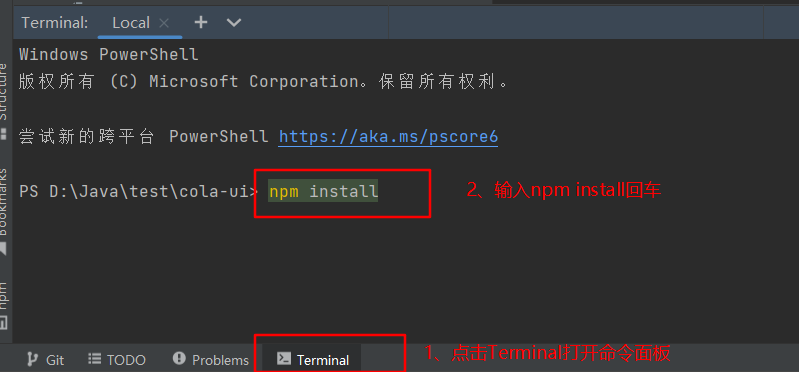 Terminal: Local × + ∨
Windows PowerShell
版权所有 (C) Microsoft Corporation。保留所有权利。
尝试新的跨平台 PowerShell https://aka.ms/pscore6
PS D:\Java\test\cola-ui> npm install
2、输入npm install回车
Structure
Bookmarks
npm
1、点击Terminal打开命令面板
Git TODO Problems Terminal